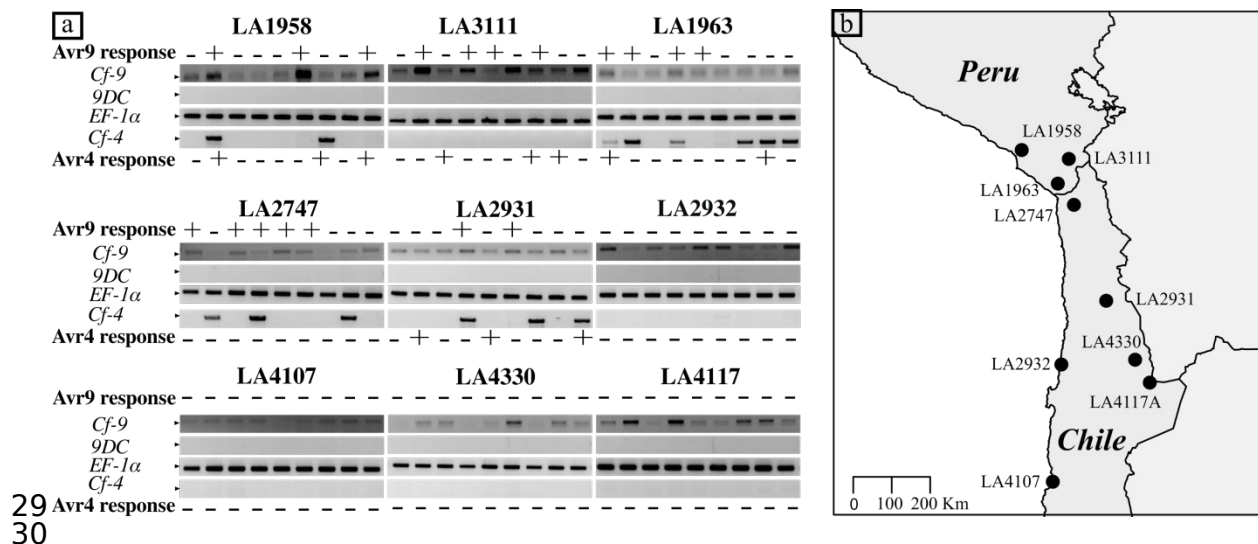 a
LA1958 LA3111 LA1963
Avr9 response - + - - - + - - + - + - + + - + - - + + - + + - - - -
Cf-9
9DC
EF-1α
Cf-4
Avr4 response - + - - - - + - + - - + - - - + + - + - - - - - - + -
LA2747 LA2931 LA2932
Avr9 response + - + + + + - - - - - - + - + - - - - - - - - - - - -
Cf-9
9DC
EF-1α
Cf-4
Avr4 response - - - - - - - - - - + - - + - - - + - - - - - - - - -
LA4107 LA4330 LA4117
Avr9 response - - - - - - - - - - - - - - - - - - - - - - - - - - -
Cf-9
9DC
EF-1α
Cf-4
Avr4 response - - - - - - - - - - - - - - - - - - - - - - - - - - -
29
30
b
Peru
LA1958
LA3111
LA1963
LA2747
LA2931
LA4330
LA2932
LA4117A
Chile
LA4107
0 100 200 Km